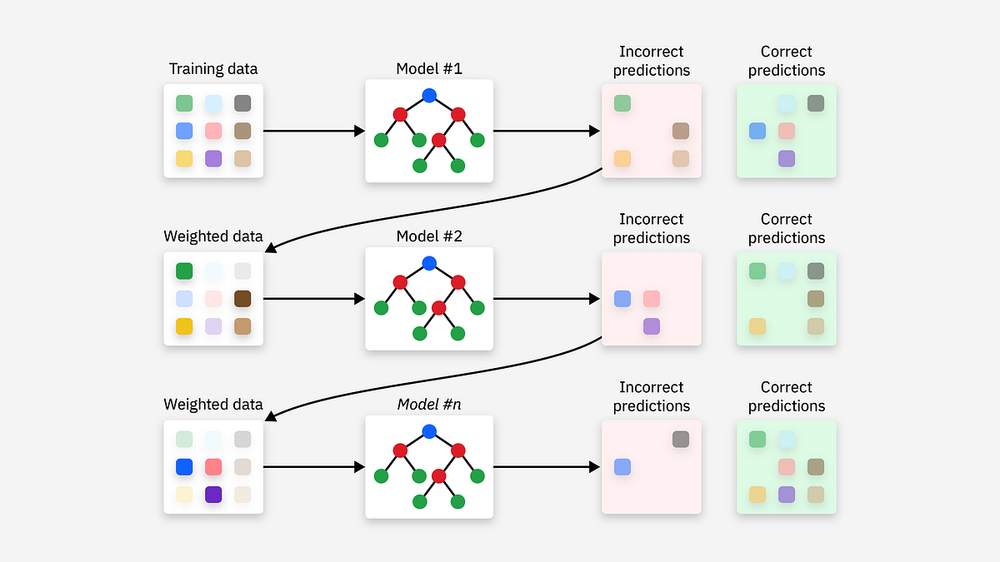 Training data
Model #1
Incorrect
predictions
Correct
predictions
Weighted data
Model #2
Incorrect
predictions
Correct
predictions
Weighted data
Model #n
Incorrect
predictions
Correct
predictions